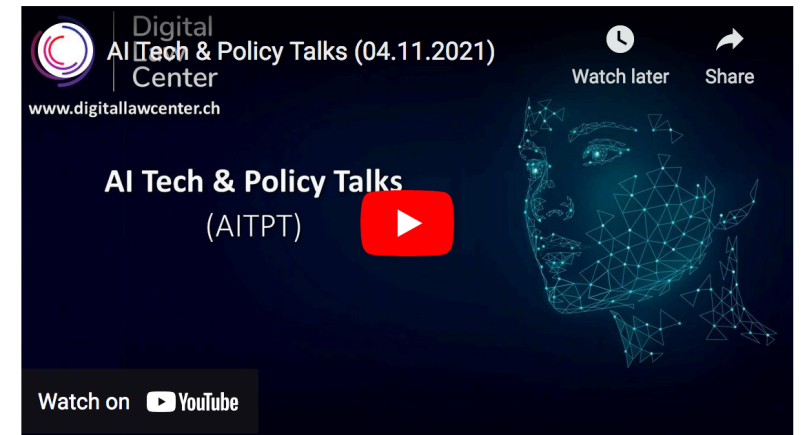 Digital
Law
Center
AI Tech & Policy Talks (04.11.2021)
Watch later
Share
www.digitallawcenter.ch
AI Tech & Policy Talks
(AITPT)
Watch on YouTube